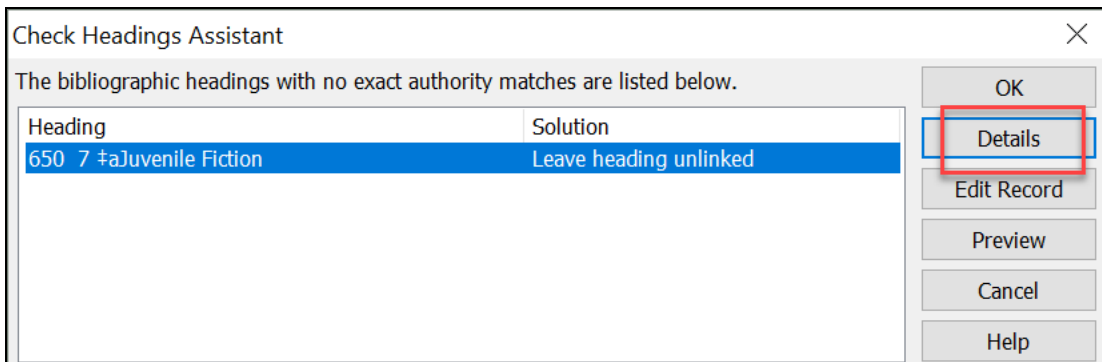 Check Headings Assistant
The bibliographic headings with no exact authority matches are listed below.
Heading Solution
650  7 ‡aJuvenile Fiction Leave heading unlinked
OK
Details
Edit Record
Preview
Cancel
Help